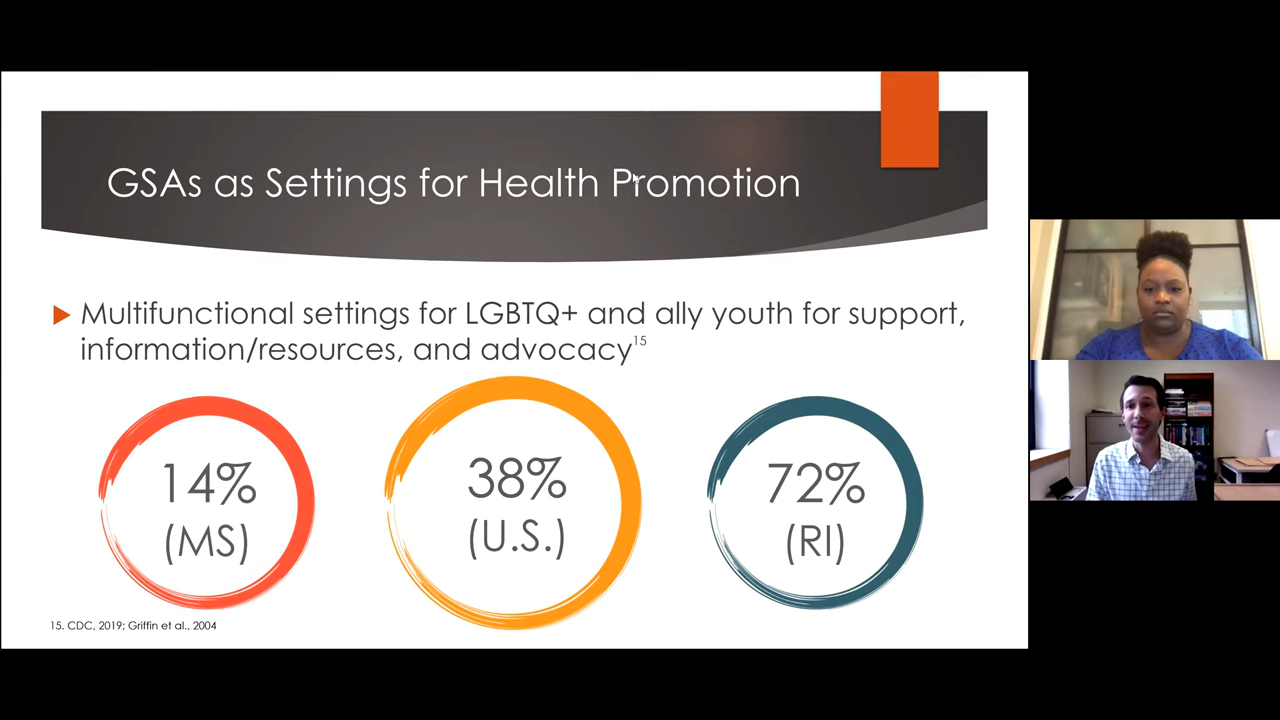 GSAs as Settings for Health Promotion
Multifunctional settings for LGBTQ+ and ally youth for support,
information/resources, and advocacy15
14%
(MS)
38%
(U.S.)
72%
(RI)
15. CDC, 2019; Griffin et al., 2004